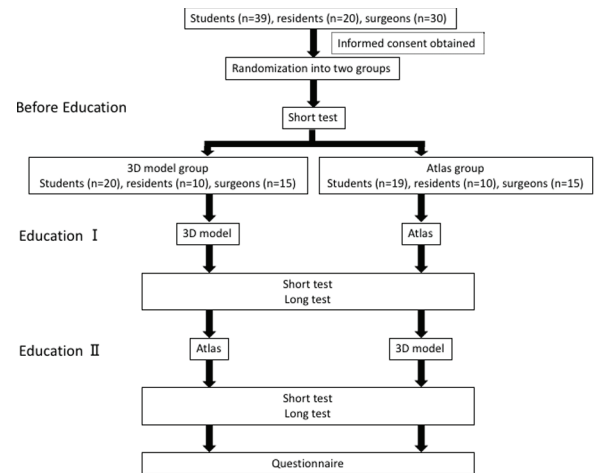 Students (n=39), residents (n=20), surgeons (n=30)
Informed consent obtained
Randomization into two groups
Before Education
Short test
3D model group
Students (n=20), residents (n=10), surgeons (n=15)
Atlas group
Students (n=19), residents (n=10), surgeons (n=15)
Education Ⅰ
3D model
Atlas
Short test
Long test
Education Ⅱ
Atlas
3D model
Short test
Long test
Questionnaire